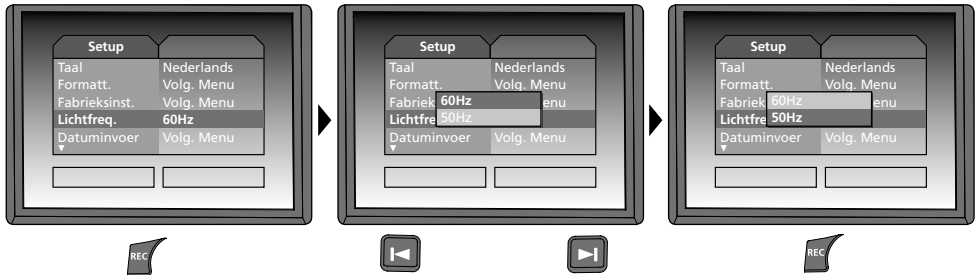 Setup
Taal Nederlands
Formatt. Volg. Menu
Fabrieksinst. Volg. Menu
Lichtfreq. 60Hz
Datuminvoer Volg. Menu
REC
Setup
Taal Nederlands
Formatt. Volg. Menu
Fabriek 60Hz enu
Lichtfre 50Hz
Datuminvoer Volg. Menu
Setup
Taal Nederlands
Formatt. Volg. Menu
Fabriek 60Hz enu
Lichtfre 50Hz
Datuminvoer Volg. Menu
REC